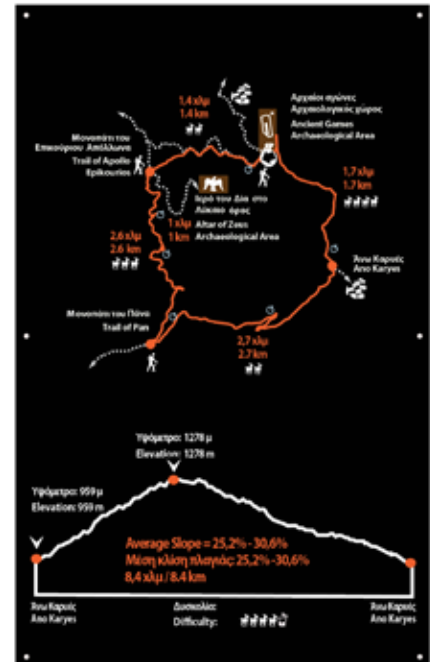 1,4 χλμ
1.4 km
Αρχαίοι αγώνες
Αρχαιολογικός χώρος
Ancient Games
Archaeological Area
Μονοπάτι του
Επικούριου Απόλλωνα
Trail of Apollo
Epikourios
Ιερό του Δία στο
Λύκαιο όρος
Altar of Zeus
Archaeological Area
1 χλμ
1 km
1,7 χλμ
1.7 km
2,6 χλμ
2.6 km
Άνω Καρυές
Ano Karyes
Μονοπάτι του Πάνα
Trail of Pan
2,7 χλμ
2.7 km
Υψόμετρο: 1278 μ
Elevation: 1278 m
Υψόμετρο: 959 μ
Elevation: 959 m
Average Slope = 25,2% - 30,6%
Μέση κλίση πλαγιάς: 25,2% -30,6%
8,4 χλμ / 8.4 km
Άνω Καρυές
Ano Karyes
Δυσκολία:
Difficulty:
Άνω Καρυές
Ano Karyes